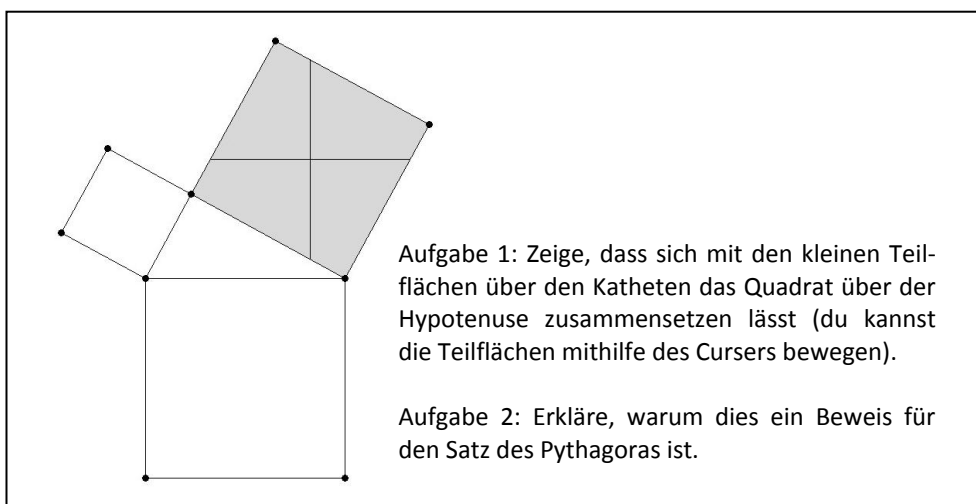 Aufgabe 1: Zeige, dass sich mit den kleinen Teil-
flächen über den Katheten das Quadrat über der
Hypotenuse zusammensetzen lässt (du kannst
die Teilflächen mithilfe des Cursers bewegen).
Aufgabe 2: Erkläre, warum dies ein Beweis für
den Satz des Pythagoras ist.